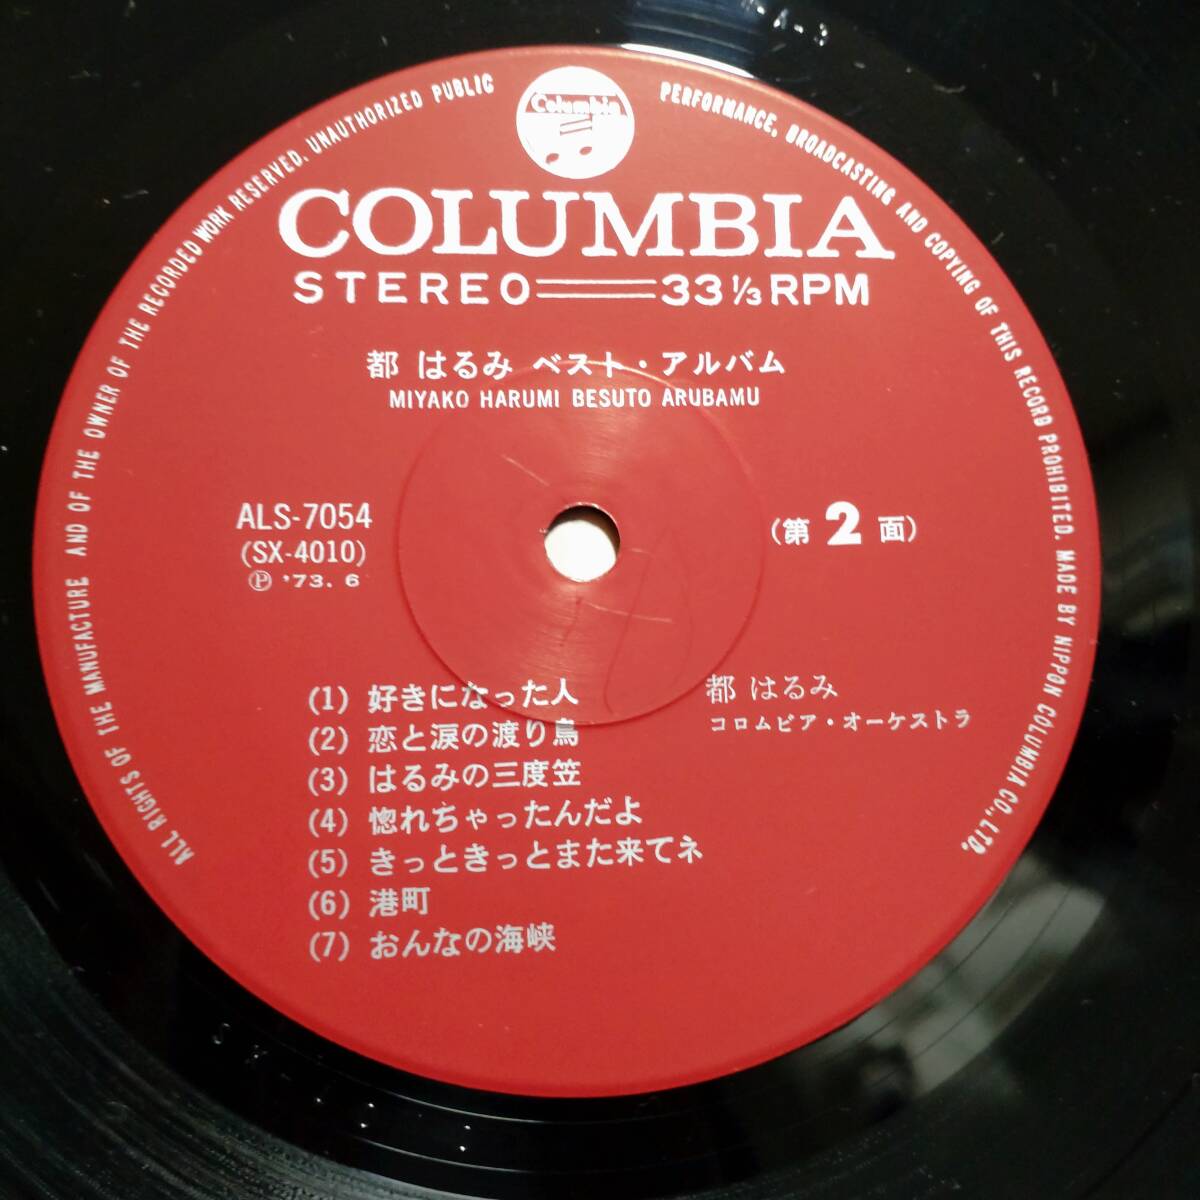 Columbia
COLUMBIA
STEREO 33 1/3 RPM
都 はるみ ベスト・アルバム
MIYAKO HARUMI BESUTO ARUBAMU
ALS-7054
(SX-4010)
Ⓟ '73. 6
(第 2 面)
(1) 好きになった人
(2) 恋と涙の渡り鳥
(3) はるみの三度笠
(4) 惚れちゃったんだよ
(5) きっときっとまた来てネ
(6) 港町
(7) おんなの海峡
都 はるみ
コロムビア・オーケストラ
ALL RIGHTS OF THE MANUFACTURE AND OF THE OWNER OF THE RECORDED WORK RESERVED. UNAUTHORIZED PUBLIC PERFORMANCE, BROADCASTING AND COPYING OF THIS RECORD PROHIBITED. MADE BY NIPPON COLUMBIA CO., LTD.